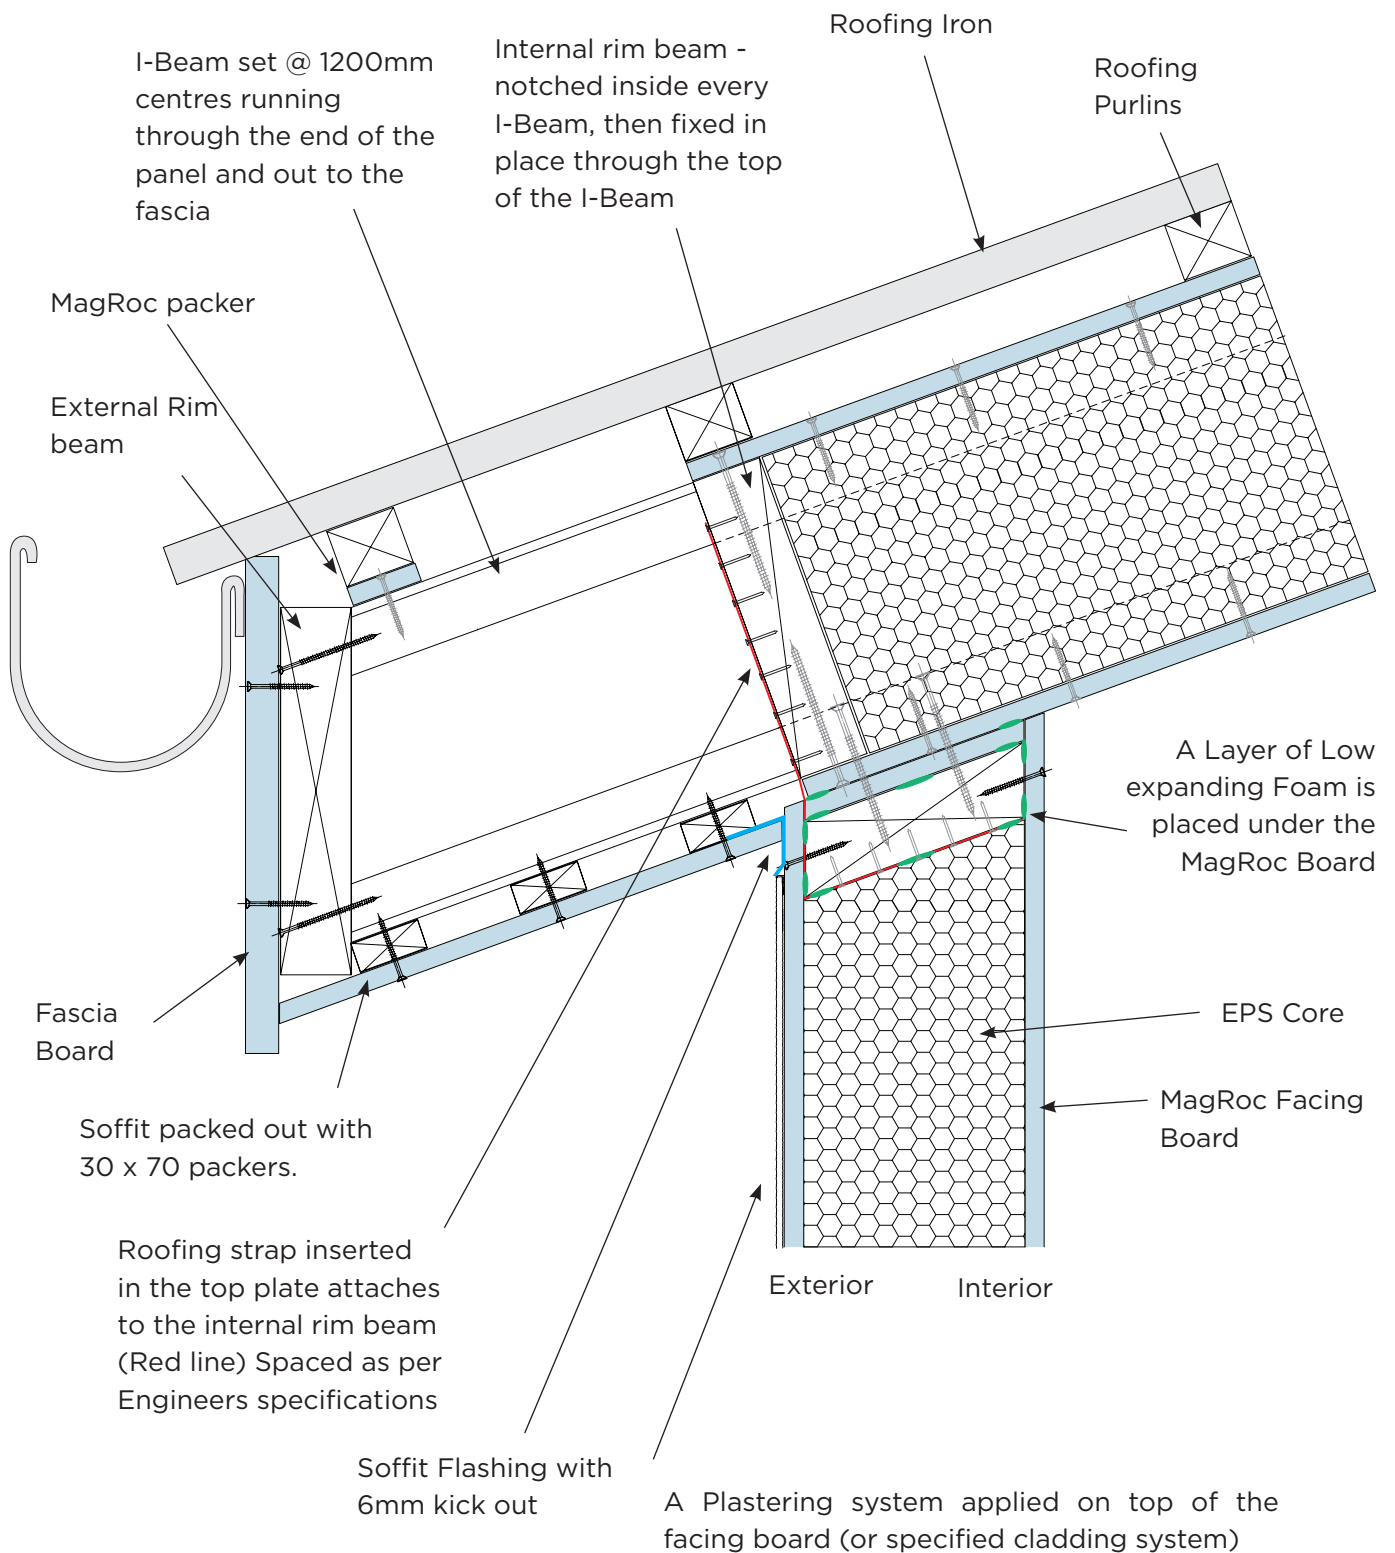 Roofing Iron
I-Beam set @ 1200mm
centres running
through the end of the
panel and out to the
fascia
Internal rim beam -
notched inside every
I-Beam, then fixed in
place through the top
of the I-Beam
Roofing
Purlins
MagRoc packer
External Rim
beam
A Layer of Low
expanding Foam is
placed under the
MagRoc Board
Fascia
Board
EPS Core
MagRoc Facing
Board
Soffit packed out with
30 x 70 packers.
Roofing strap inserted
in the top plate attaches
to the internal rim beam
(Red line) Spaced as per
Engineers specifications
Exterior
Interior
Soffit Flashing with
6mm kick out
A Plastering system applied on top of the
facing board (or specified cladding system)